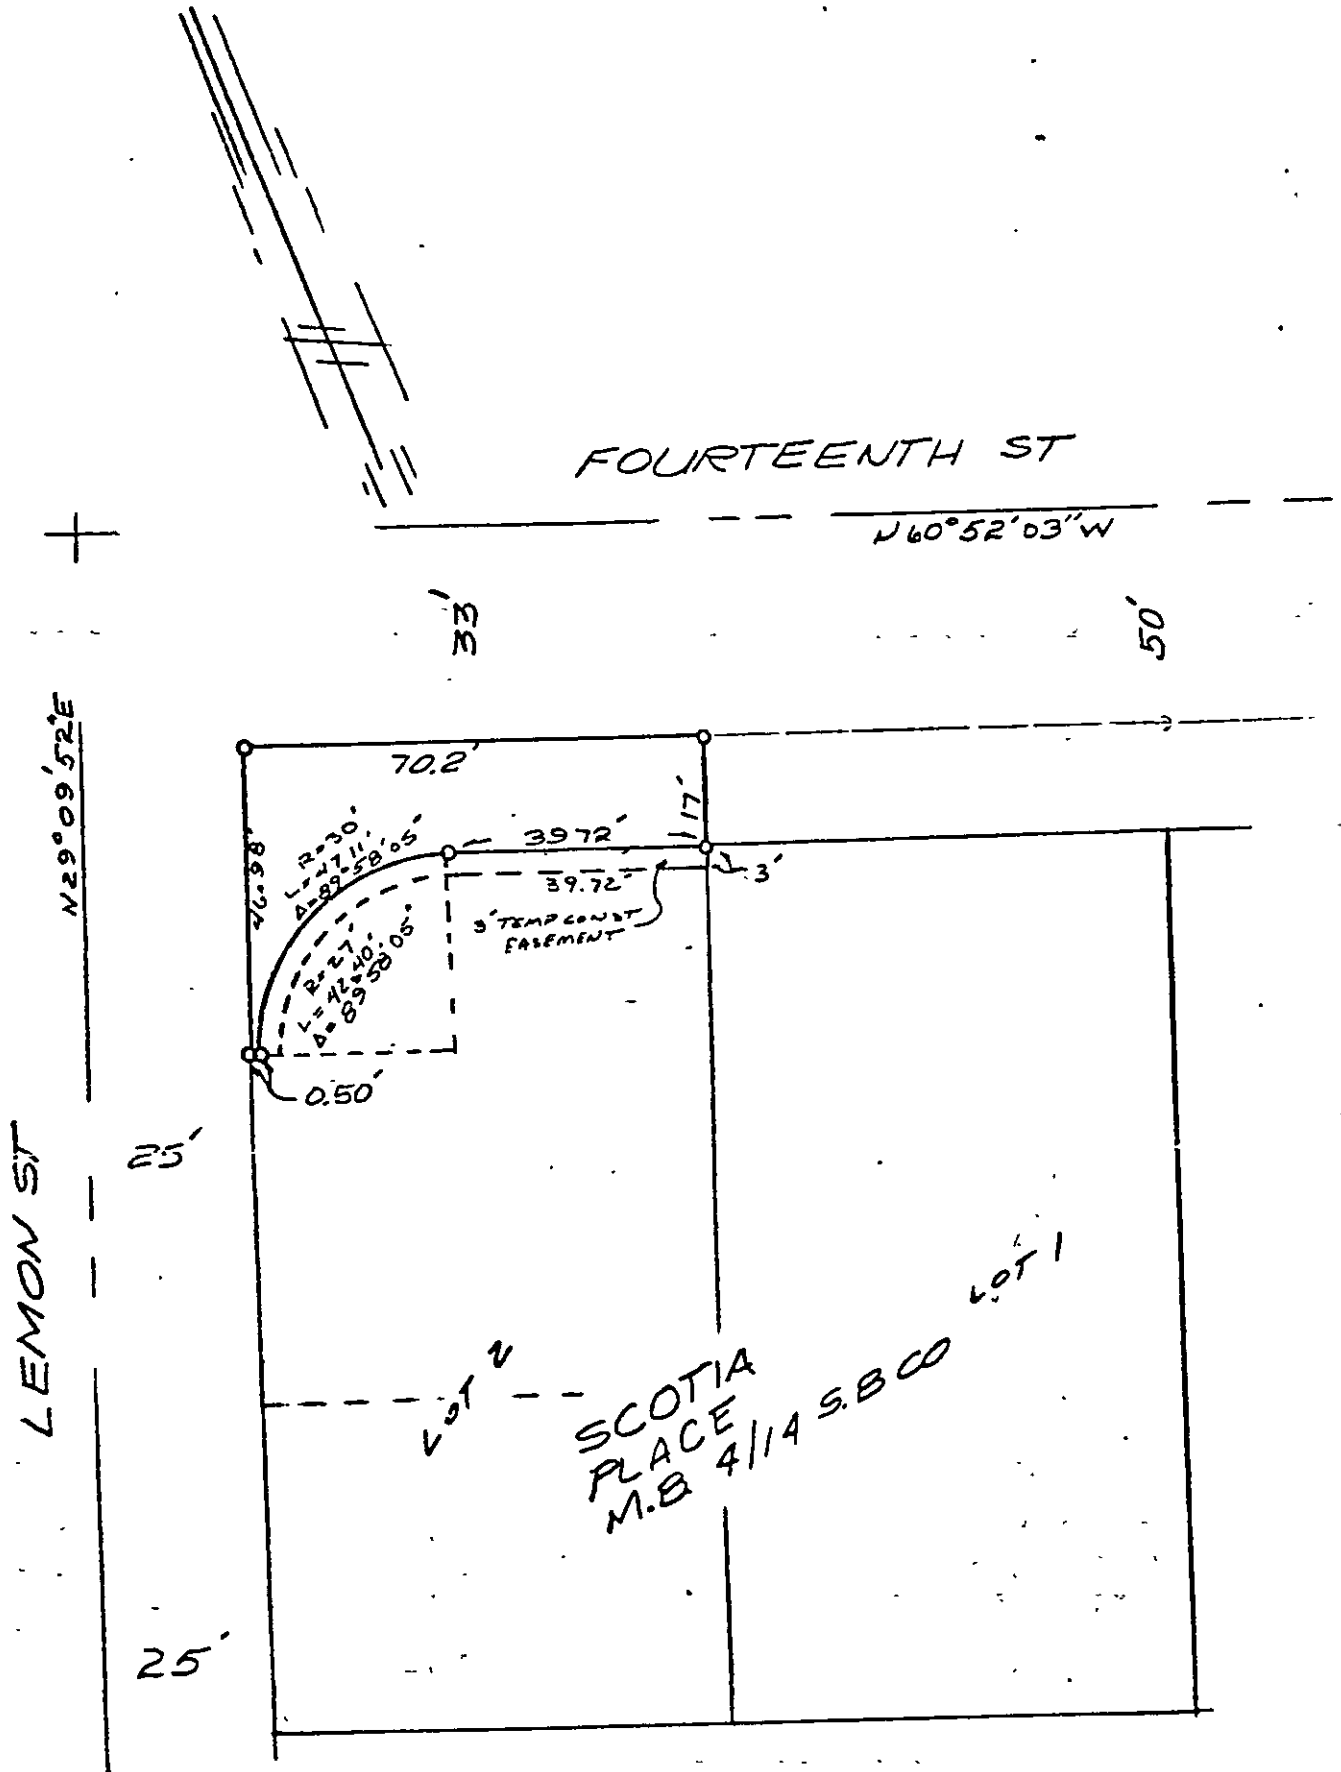 FOURTEENTH ST
N60°52'03"W
33'
50'
N29°09'52"E
70.2'
17'
46.98'
R=30'
L=47.11'
Δ=89°58'05"
39.72'
39.72'
3'
3' TEMP CONST
EASEMENT
R=27'
L=42.40'
Δ=89°58'05"
0.50'
25'
LEMON ST
LOT 1
LOT 2
SCOTIA
PLACE
M.B 4/14 S.B CO
25'